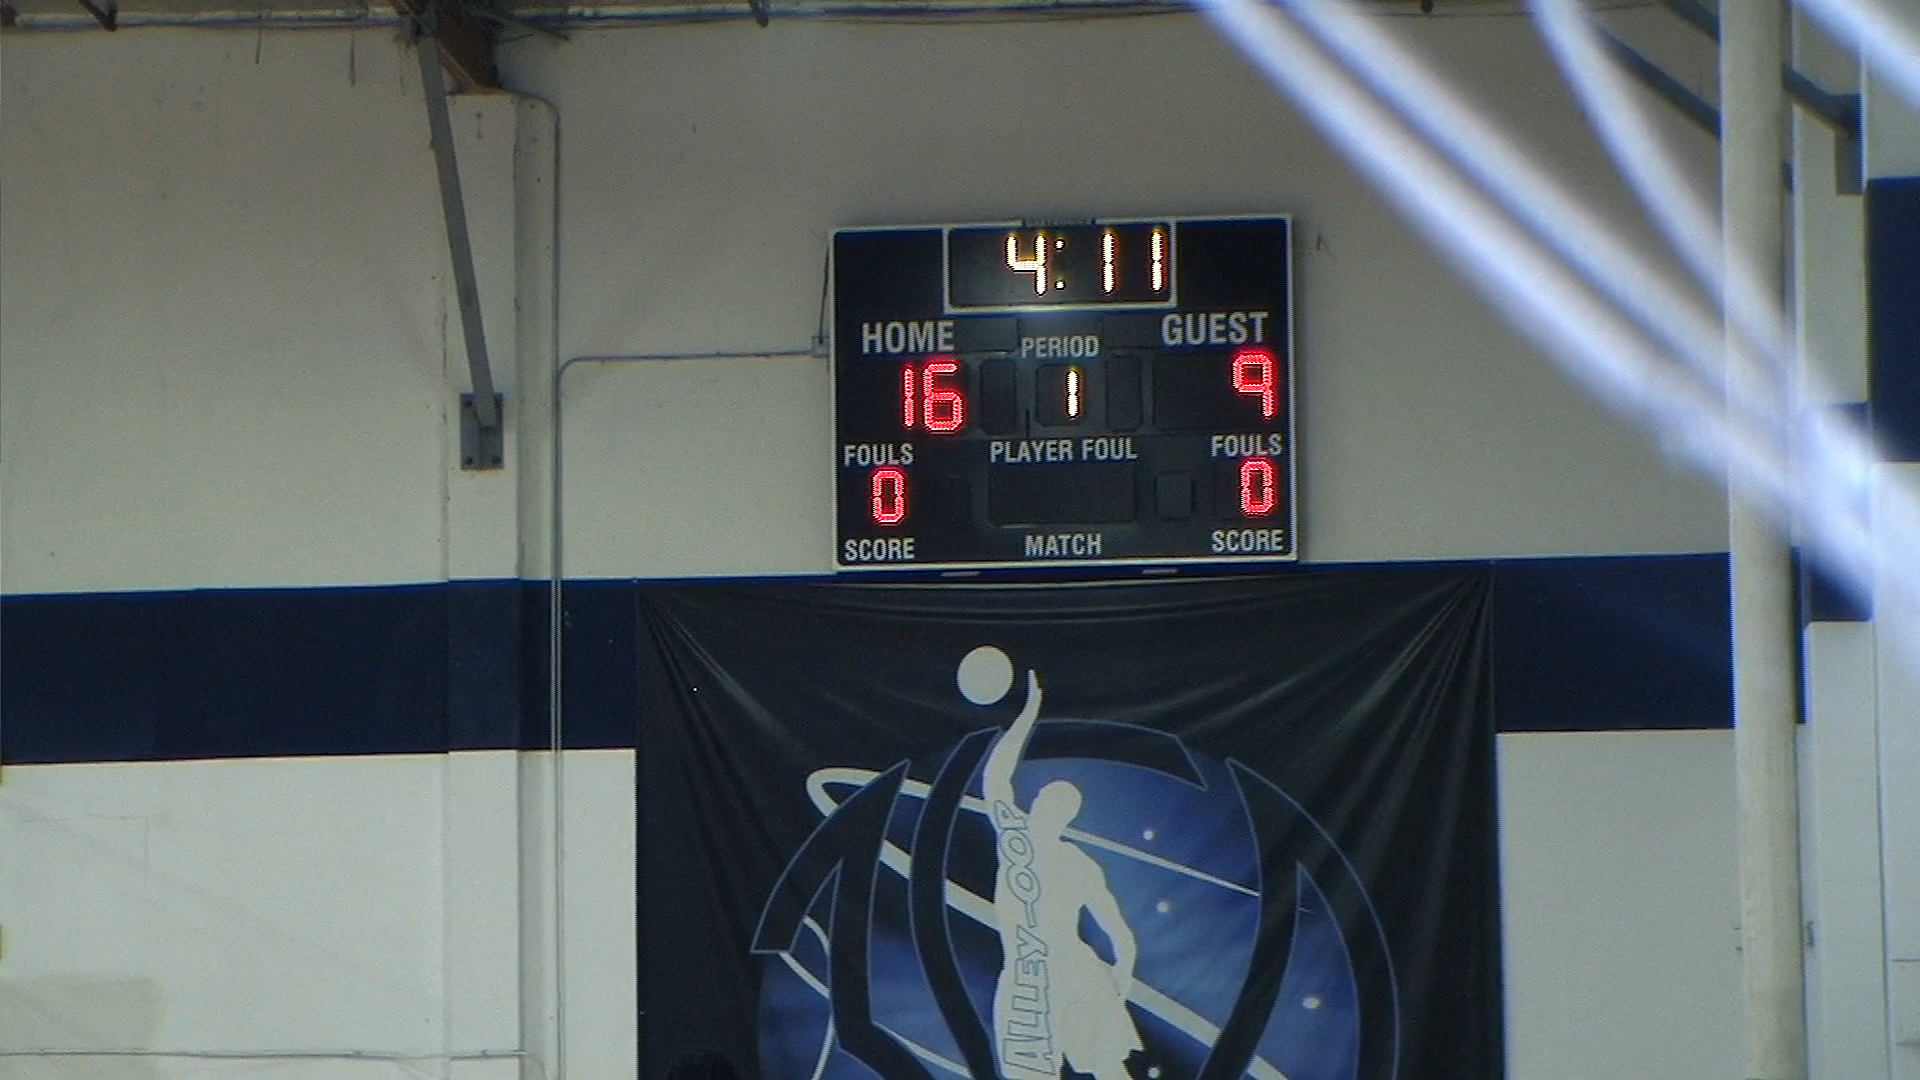 4:11
HOME PERIOD GUEST
16 1 9
FOULS PLAYER FOUL FOULS
0 0
SCORE MATCH SCORE
ALLEY-OOP